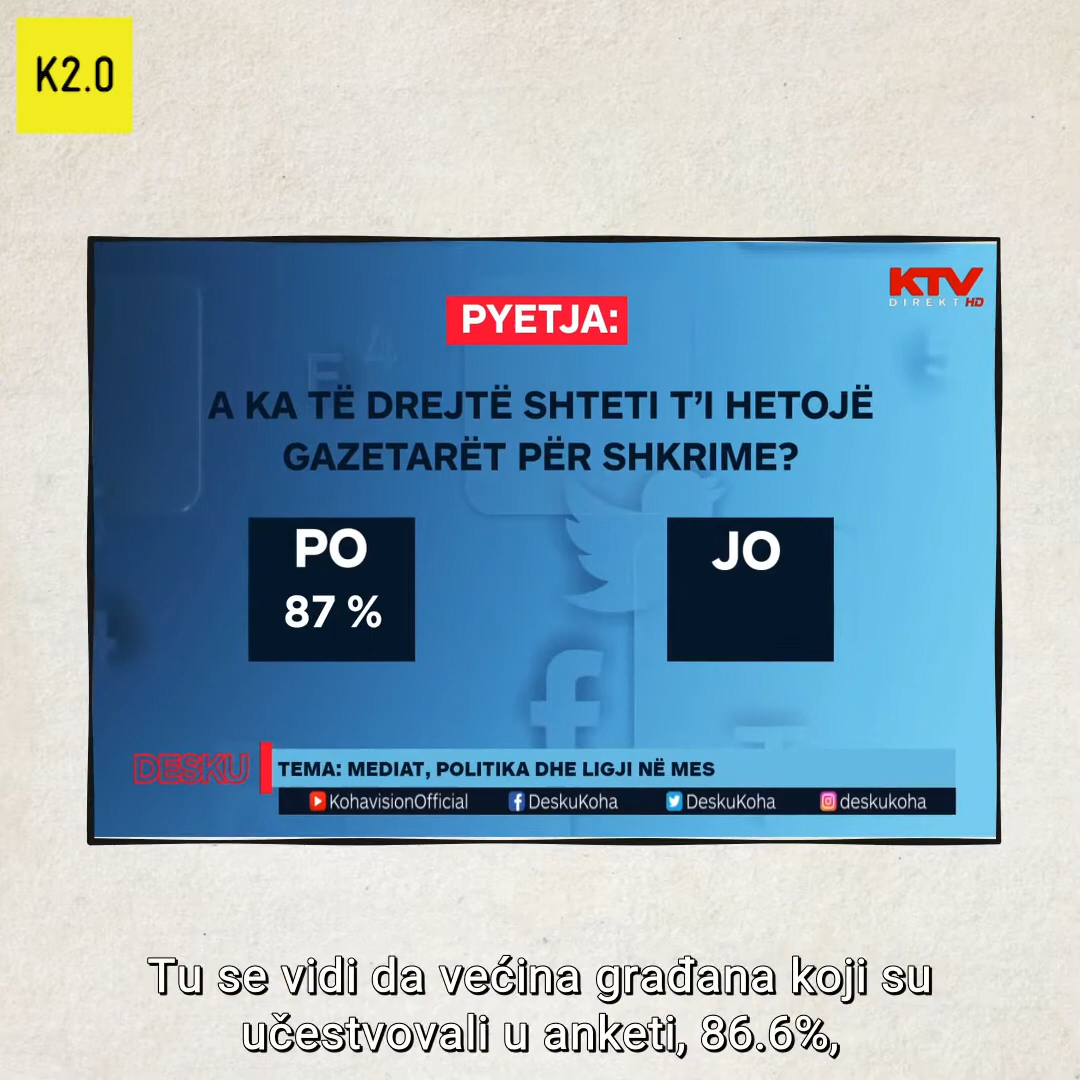 K2.0
KTV
DIREKT HD
PYETJA:
A KA TË DREJTË SHTETI T'I HETOJË
GAZETARËT PËR SHKRIME?
PO
87 %
JO
DESKU
TEMA: MEDIAT, POLITIKA DHE LIGJI NË MES
KohavisionOfficial DeskuKoha DeskuKoha deskukoha
Tu se vidi da većina građana koji su
učestvovali u anketi, 86.6%,